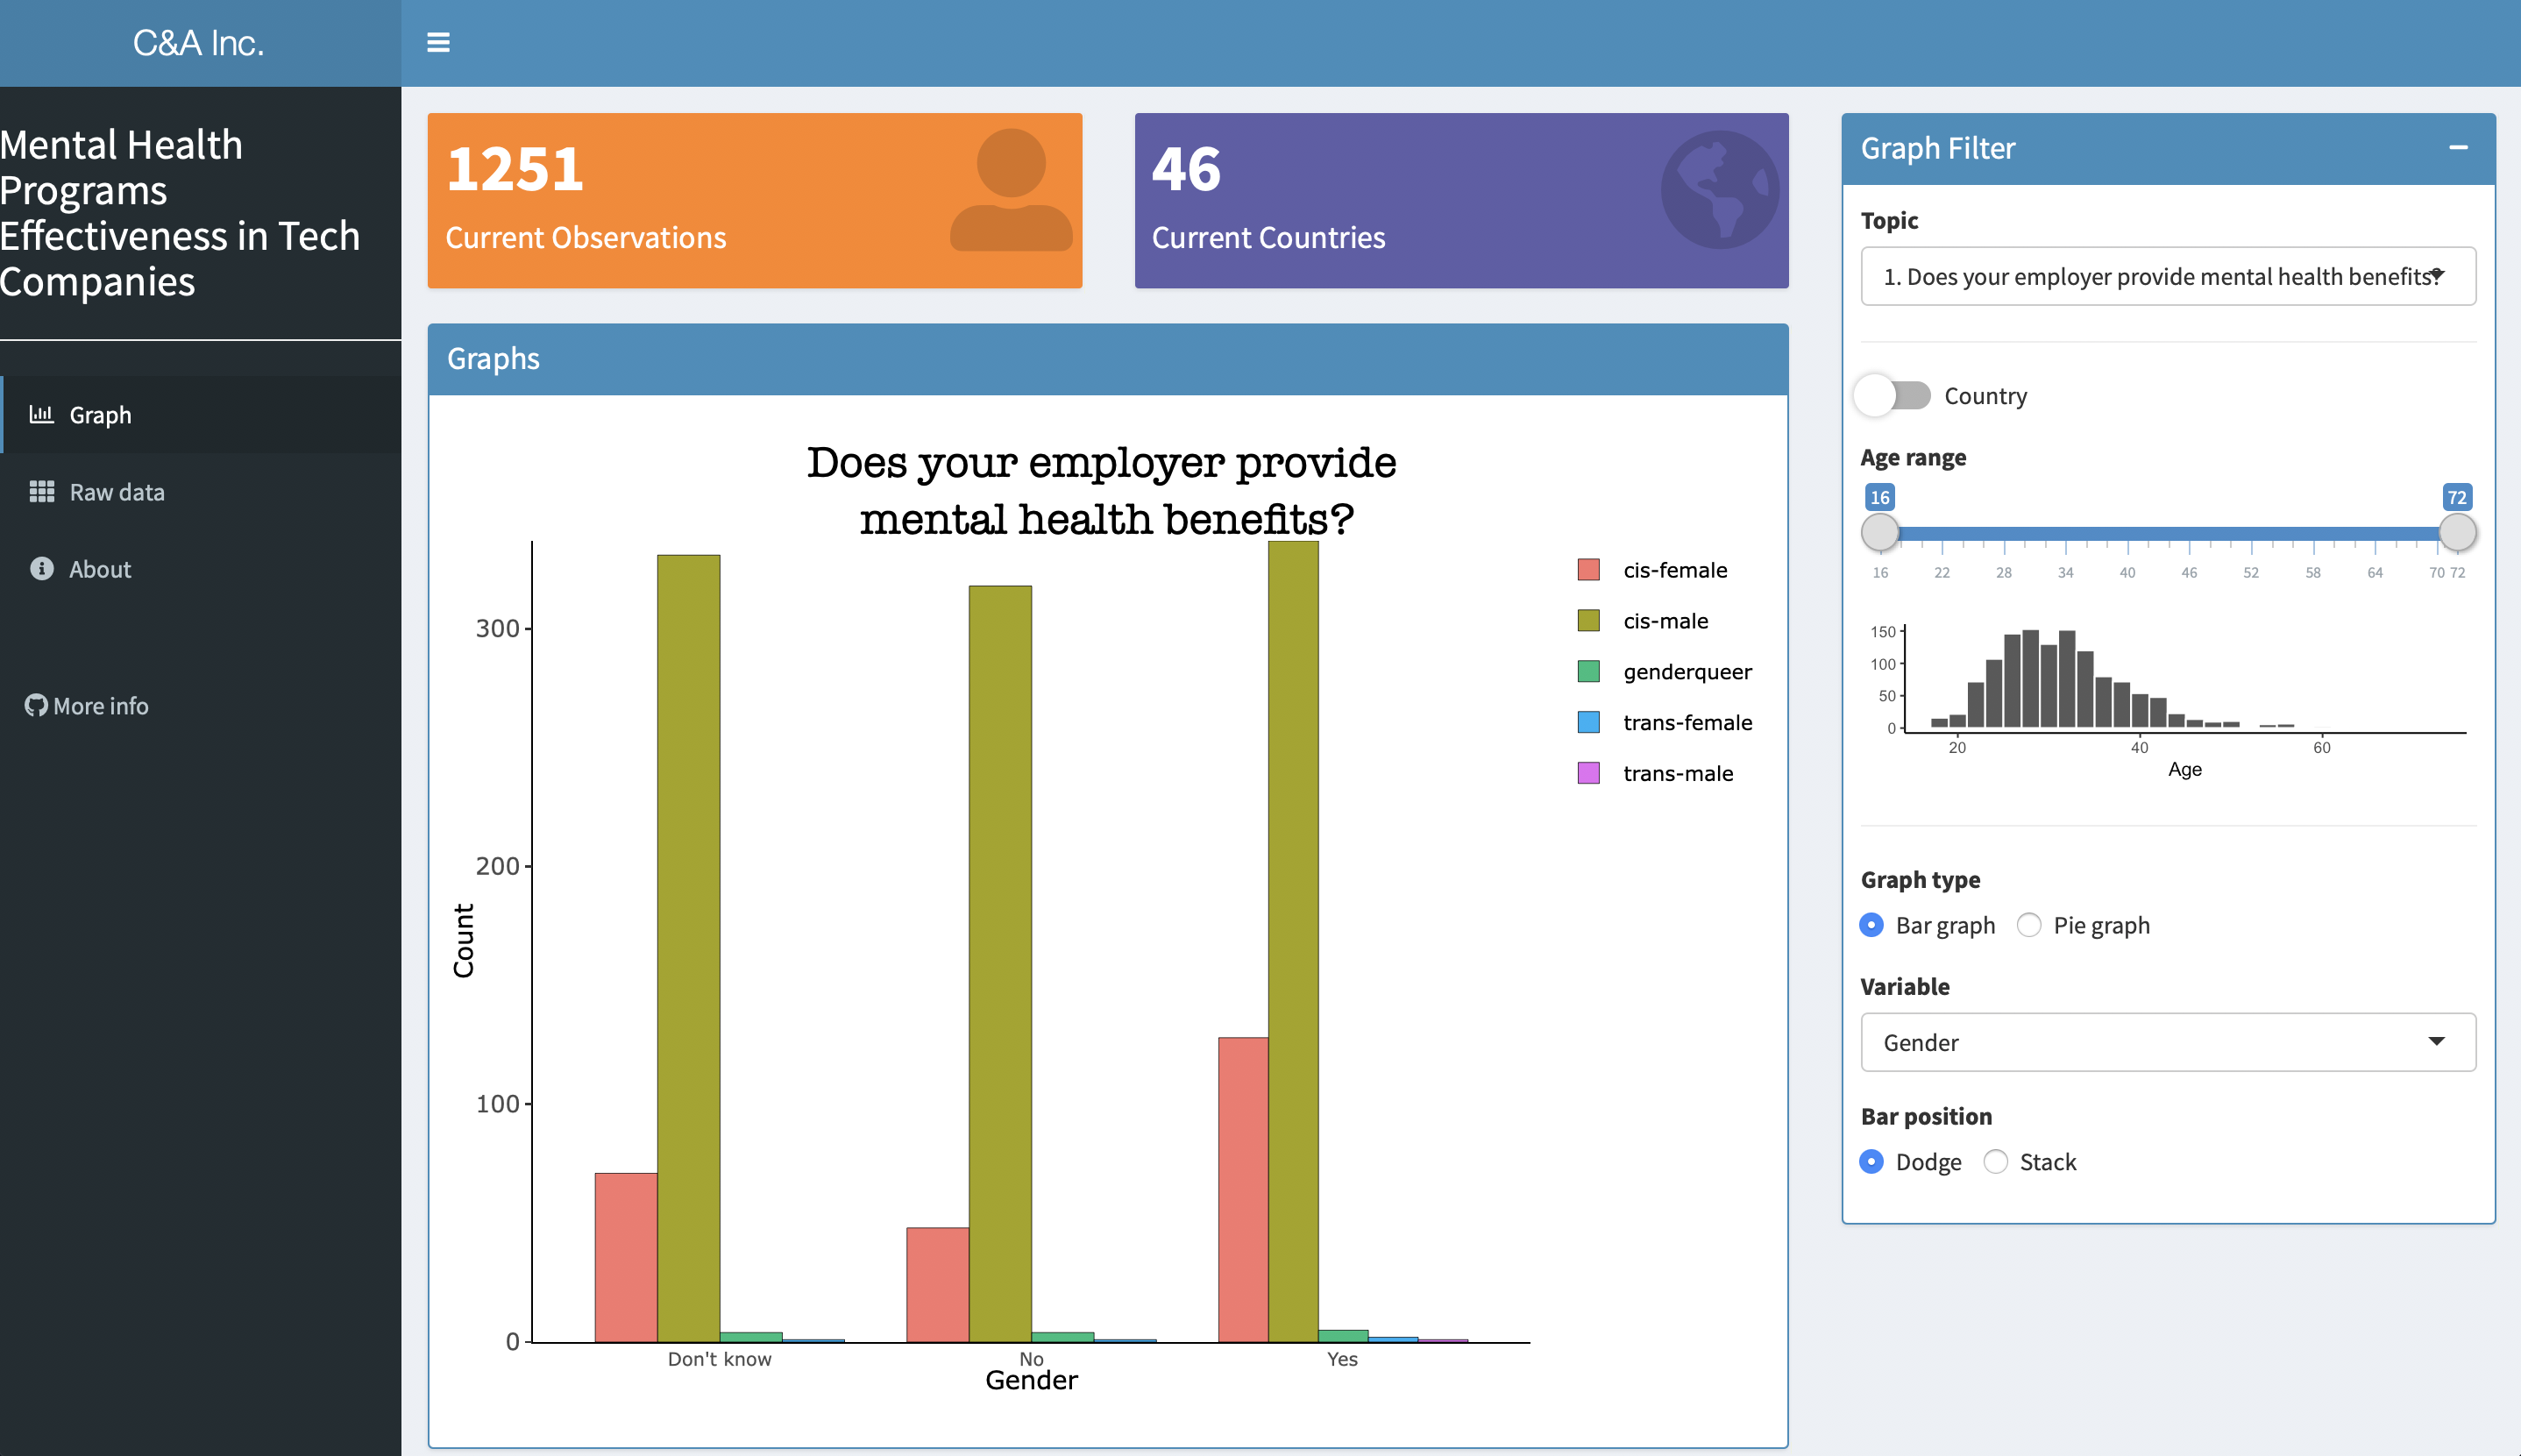 C&A Inc.
Mental Health
Programs
Effectiveness in Tech
Companies
Graph
Raw data
About
More info
1251
Current Observations
46
Current Countries
Graphs
Does your employer provide
mental health benefits?
300
200
100
0
Count
Don't know
No
Yes
Gender
cis-female
cis-male
genderqueer
trans-female
trans-male
Graph Filter
Topic
1. Does your employer provide mental health benefits?
Country
Age range
16
72
16 22 28 34 40 46 52 58 64 70 72
150
100
50
0
20 40 60
Age
Graph type
Bar graph Pie graph
Variable
Gender
Bar position
Dodge Stack